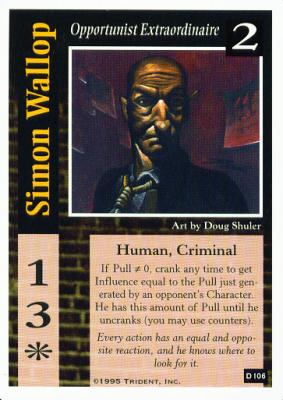 Opportunist Extraordinaire
2
Simon Wallop
Art by Doug Shuler
1
3
*
Human, Criminal
If Pull ≠ 0, crank any time to get
Influence equal to the Pull just gen-
erated by an opponent's Character.
He has this amount of Pull until he
uncranks (you may use counters).
Every action has an equal and oppo-
site reaction, and he knows where to
look for it.
©1995 TRIDENT, INC.
D 106